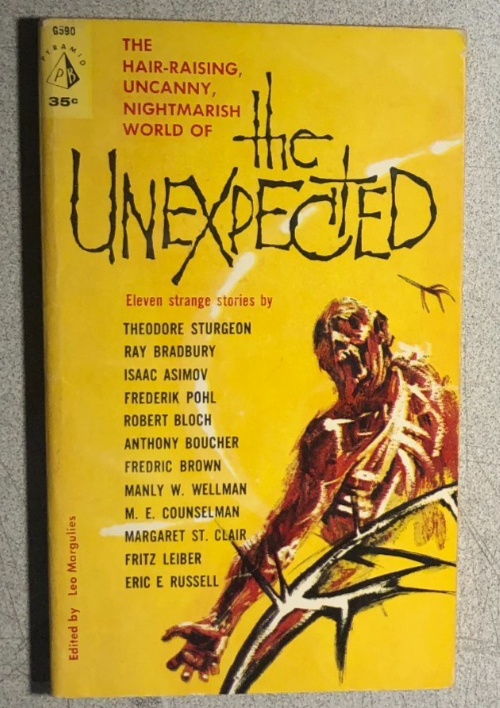 G590
PYRAMID
PB
35¢
THE
HAIR-RAISING,
UNCANNY,
NIGHTMARISH
WORLD OF
the
UNEXPECtED
Eleven strange stories by
THEODORE STURGEON
RAY BRADBURY
ISAAC ASIMOV
FREDERIK POHL
ROBERT BLOCH
ANTHONY BOUCHER
FREDRIC BROWN
MANLY W. WELLMAN
M. E. COUNSELMAN
MARGARET ST. CLAIR
FRITZ LEIBER
ERIC F. RUSSELL
Edited by Leo Margulies